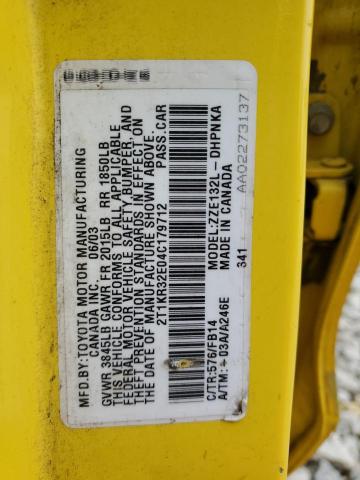 MFD.BY:TOYOTA MOTOR MANUFACTURING
CANADA INC. 06/03
GVWR 3845LB GAWR FR 2015LB RR 1850LB
THIS VEHICLE CONFORMS TO ALL APPLICABLE
FEDERAL MOTOR VEHICLE SAFETY, BUMPER, AND
THEFT PREVENTION STANDARDS IN EFFECT ON
THE DATE OF MANUFACTURE SHOWN ABOVE.
2T1KR32E04C179712 PASS.CAR
C/TR:576/FB14 MODEL:ZZE132L-DHPNKA
A/TM:-03A/A246E MADE IN CANADA
341
AA02273137